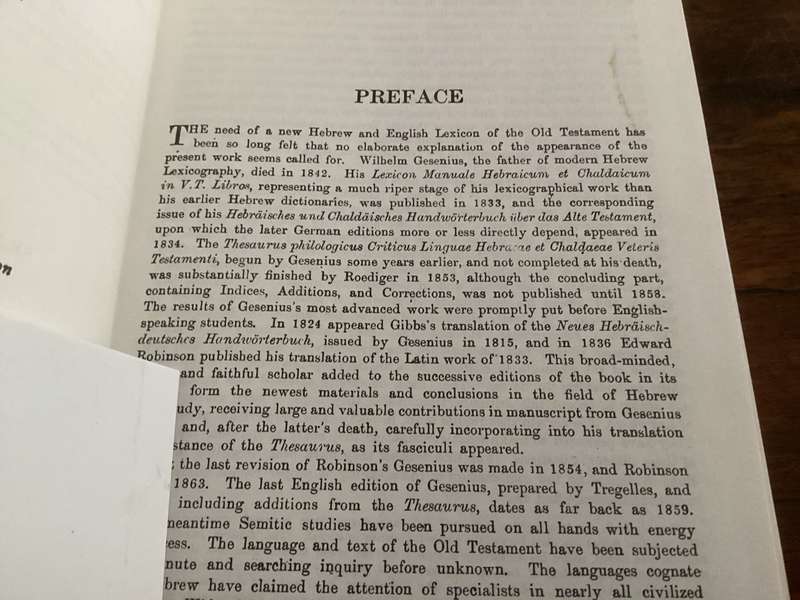 PREFACE
THE need of a new Hebrew and English Lexicon of the Old Testament has
been so long felt that no elaborate explanation of the appearance of the
present work seems called for. Wilhelm Gesenius, the father of modern Hebrew
Lexicography, died in 1842. His Lexicon Manuale Hebraicum et Chaldaicum
in V.T. Libros, representing a much riper stage of his lexicographical work than
his earlier Hebrew dictionaries, was published in 1833, and the corresponding
issue of his Hebräisches und Chaldäisches Handwörterbuch über das Alte Testament,
upon which the later German editions more or less directly depend, appeared in
1834. The Thesaurus philologicus Criticus Linguae Hebraeae et Chaldaeae Veteris
Testamenti, begun by Gesenius some years earlier, and not completed at his death,
was substantially finished by Roediger in 1853, although the concluding part,
containing Indices, Additions, and Corrections, was not published until 1858.
The results of Gesenius's most advanced work were promptly put before English-
speaking students. In 1824 appeared Gibbs's translation of the Neues Hebräisch-
deutsches Handwörterbuch, issued by Gesenius in 1815, and in 1836 Edward
Robinson published his translation of the Latin work of 1833. This broad-minded,
and faithful scholar added to the successive editions of the book in its
form the newest materials and conclusions in the field of Hebrew
udy, receiving large and valuable contributions in manuscript from Gesenius
and, after the latter's death, carefully incorporating into his translation
stance of the Thesaurus, as its fasciculi appeared.
the last revision of Robinson's Gesenius was made in 1854, and Robinson
1863. The last English edition of Gesenius, prepared by Tregelles, and
including additions from the Thesaurus, dates as far back as 1859.
meantime Semitic studies have been pursued on all hands with energy
ess. The language and text of the Old Testament have been subjected
nute and searching inquiry before unknown. The languages cognate
brew have claimed the attention of specialists in nearly all civilized